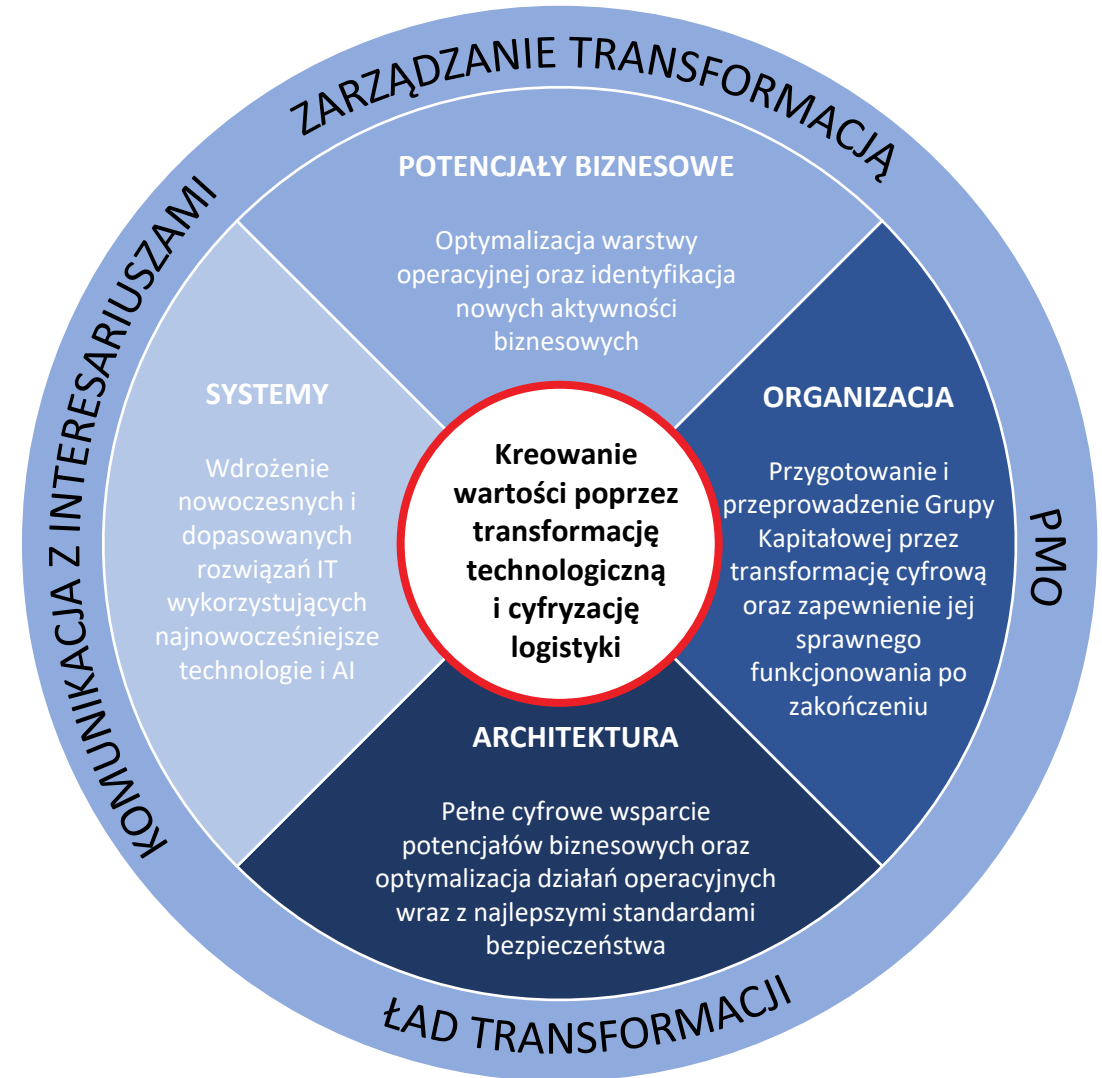 ZARZĄDZANIE TRANSFORMACJĄ
KOMUNIKACJA Z INTERESARIUSZAMI
PMO
ŁAD TRANSFORMACJI
POTENCJAŁY BIZNESOWE
Optymalizacja warstwy
operacyjnej oraz identyfikacja
nowych aktywności
biznesowych
SYSTEMY
Wdrożenie
nowoczesnych i
dopasowanych
rozwiązań IT
wykorzystujących
najnowocześniejsze
technologie i AI
Kreowanie
wartości poprzez
transformację
technologiczną
i cyfryzację
logistyki
ORGANIZACJA
Przygotowanie i
przeprowadzenie Grupy
Kapitałowej przez
transformację cyfrową
oraz zapewnienie jej
sprawnego
funkcjonowania po
zakończeniu
ARCHITEKTURA
Pełne cyfrowe wsparcie
potencjałów biznesowych oraz
optymalizacja działań operacyjnych
wraz z najlepszymi standardami
bezpieczeństwa